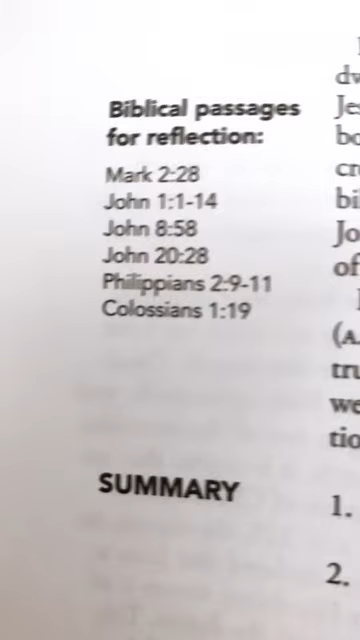 Biblical passages
for reflection:
Mark 2:28
John 1:1-14
John 8:58
John 20:28
Philippians 2:9-11
Colossians 1:19
of
(A.
SUMMARY
1.
2.